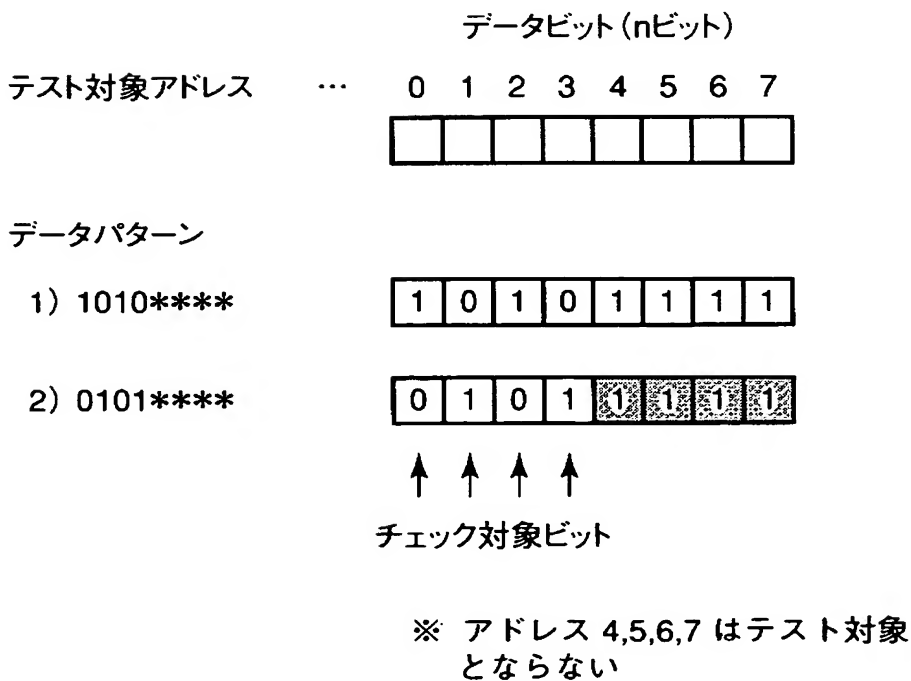 データビット (nビット)
テスト対象アドレス … 0 1 2 3 4 5 6 7
データパターン
1) 1010**** 1 0 1 0 1 1 1 1
2) 0101**** 0 1 0 1 1 1 1 1
チェック対象ビット
※ アドレス 4,5,6,7 はテスト対象
とならない